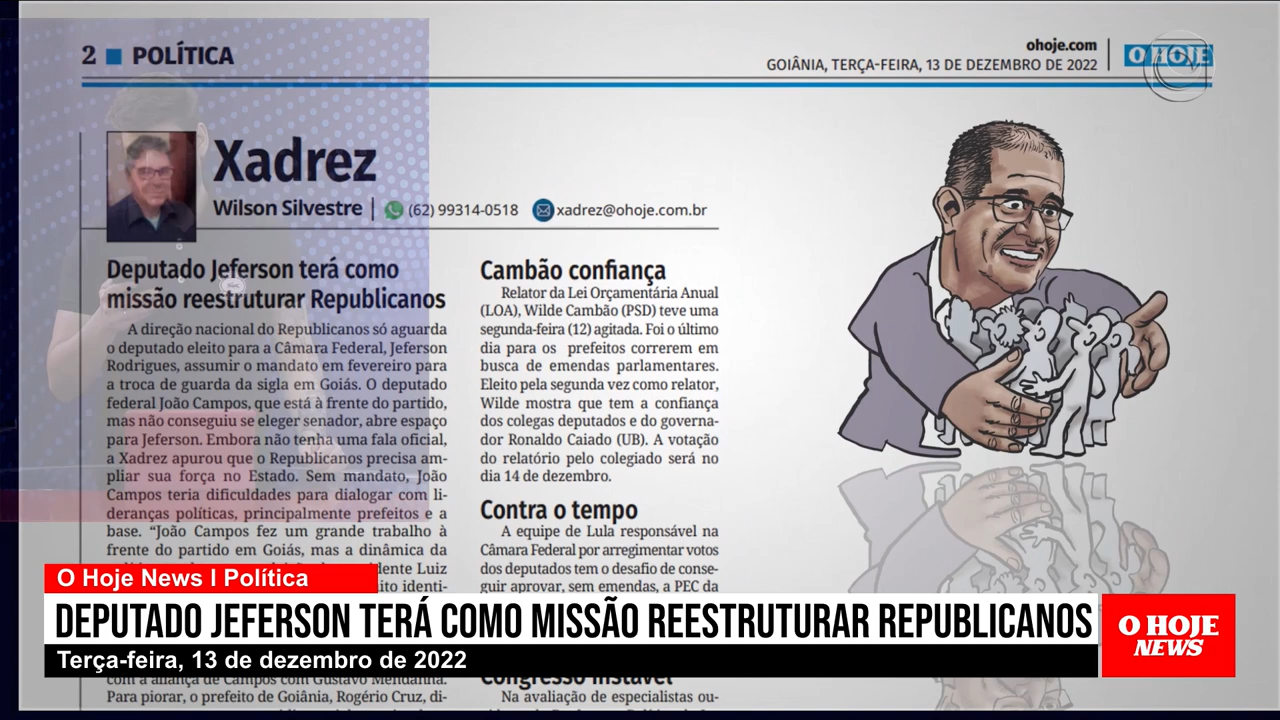 2 POLÍTICA
ohoje.com
GOIÂNIA, TERÇA-FEIRA, 13 DE DEZEMBRO DE 2022
O HOJE
Xadrez
Wilson Silvestre
(62) 99314-0518
xadrez@ohoje.com.br
Deputado Jeferson terá como
missão reestruturar Republicanos
A direção nacional do Republicanos só aguarda
o deputado eleito para a Câmara Federal, Jeferson
Rodrigues, assumir o mandato em fevereiro para
a troca de guarda da sigla em Goiás. O deputado
federal João Campos, que está à frente do partido,
mas não conseguiu se eleger senador, abre espaço
para Jeferson. Embora não tenha uma fala oficial,
a Xadrez apurou que o Republicanos precisa am-
pliar sua força no Estado. Sem mandato, João
Campos teria dificuldades para dialogar com li-
deranças políticas, principalmente prefeitos e a
base. “João Campos fez um grande trabalho à
frente do partido em Goiás, mas a dinâmica da
dente Luiz
ito identi-
com a aliança de Campos com Gustavo Mendanha.
Para piorar, o prefeito de Goiânia, Rogério Cruz, di-
Cambão confiança
Relator da Lei Orçamentária Anual
(LOA), Wilde Cambão (PSD) teve uma
segunda-feira (12) agitada. Foi o último
dia para os prefeitos correrem em
busca de emendas parlamentares.
Eleito pela segunda vez como relator,
Wilde mostra que tem a confiança
dos colegas deputados e do governa-
dor Ronaldo Caiado (UB). A votação
do relatório pelo colegiado será no
dia 14 de dezembro.
Contra o tempo
A equipe de Lula responsável na
Câmara Federal por arregimentar votos
dos deputados tem o desafio de conse-
guir aprovar, sem emendas, a PEC da
Congresso instável
Na avaliação de especialistas ou-
O Hoje News I Política
DEPUTADO JEFERSON TERÁ COMO MISSÃO REESTRUTURAR REPUBLICANOS
Terça-feira, 13 de dezembro de 2022
O HOJE
NEWS